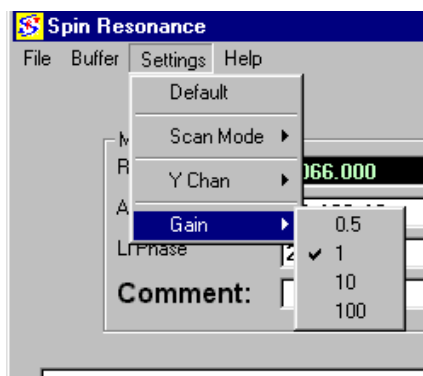 Spin Resonance
File Buffer Settings Help
Default
Scan Mode
066.000
Y Chan
Gain
0.5
Phase
1
10
Comment:
100